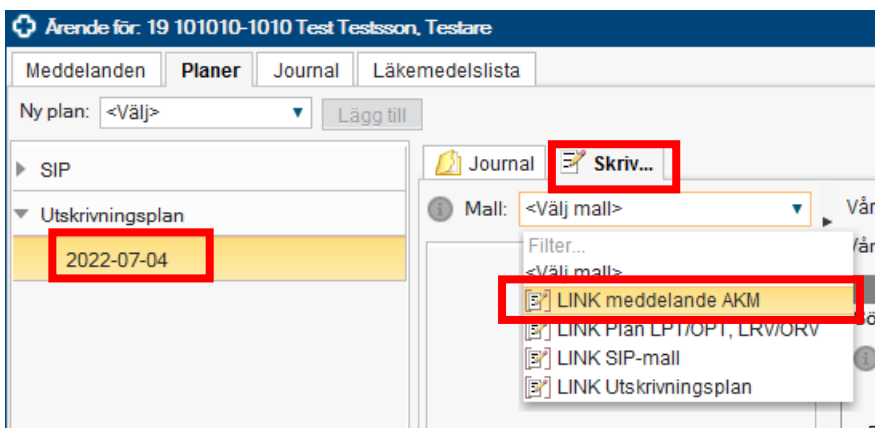 Ärende för: 19 101010-1010 Test Testsson, Testare
Meddelanden Planer Journal Läkemedelslista
Ny plan: <Välj> Lägg till
SIP
Utskrivningsplan
2022-07-04
Journal Skriv...
Mall: <Välj mall>
Filter...
<Välj mall>
LINK meddelande AKM
LINK Plan LPT/OPT, LRV/ORV
LINK SIP-mall
LINK Utskrivningsplan